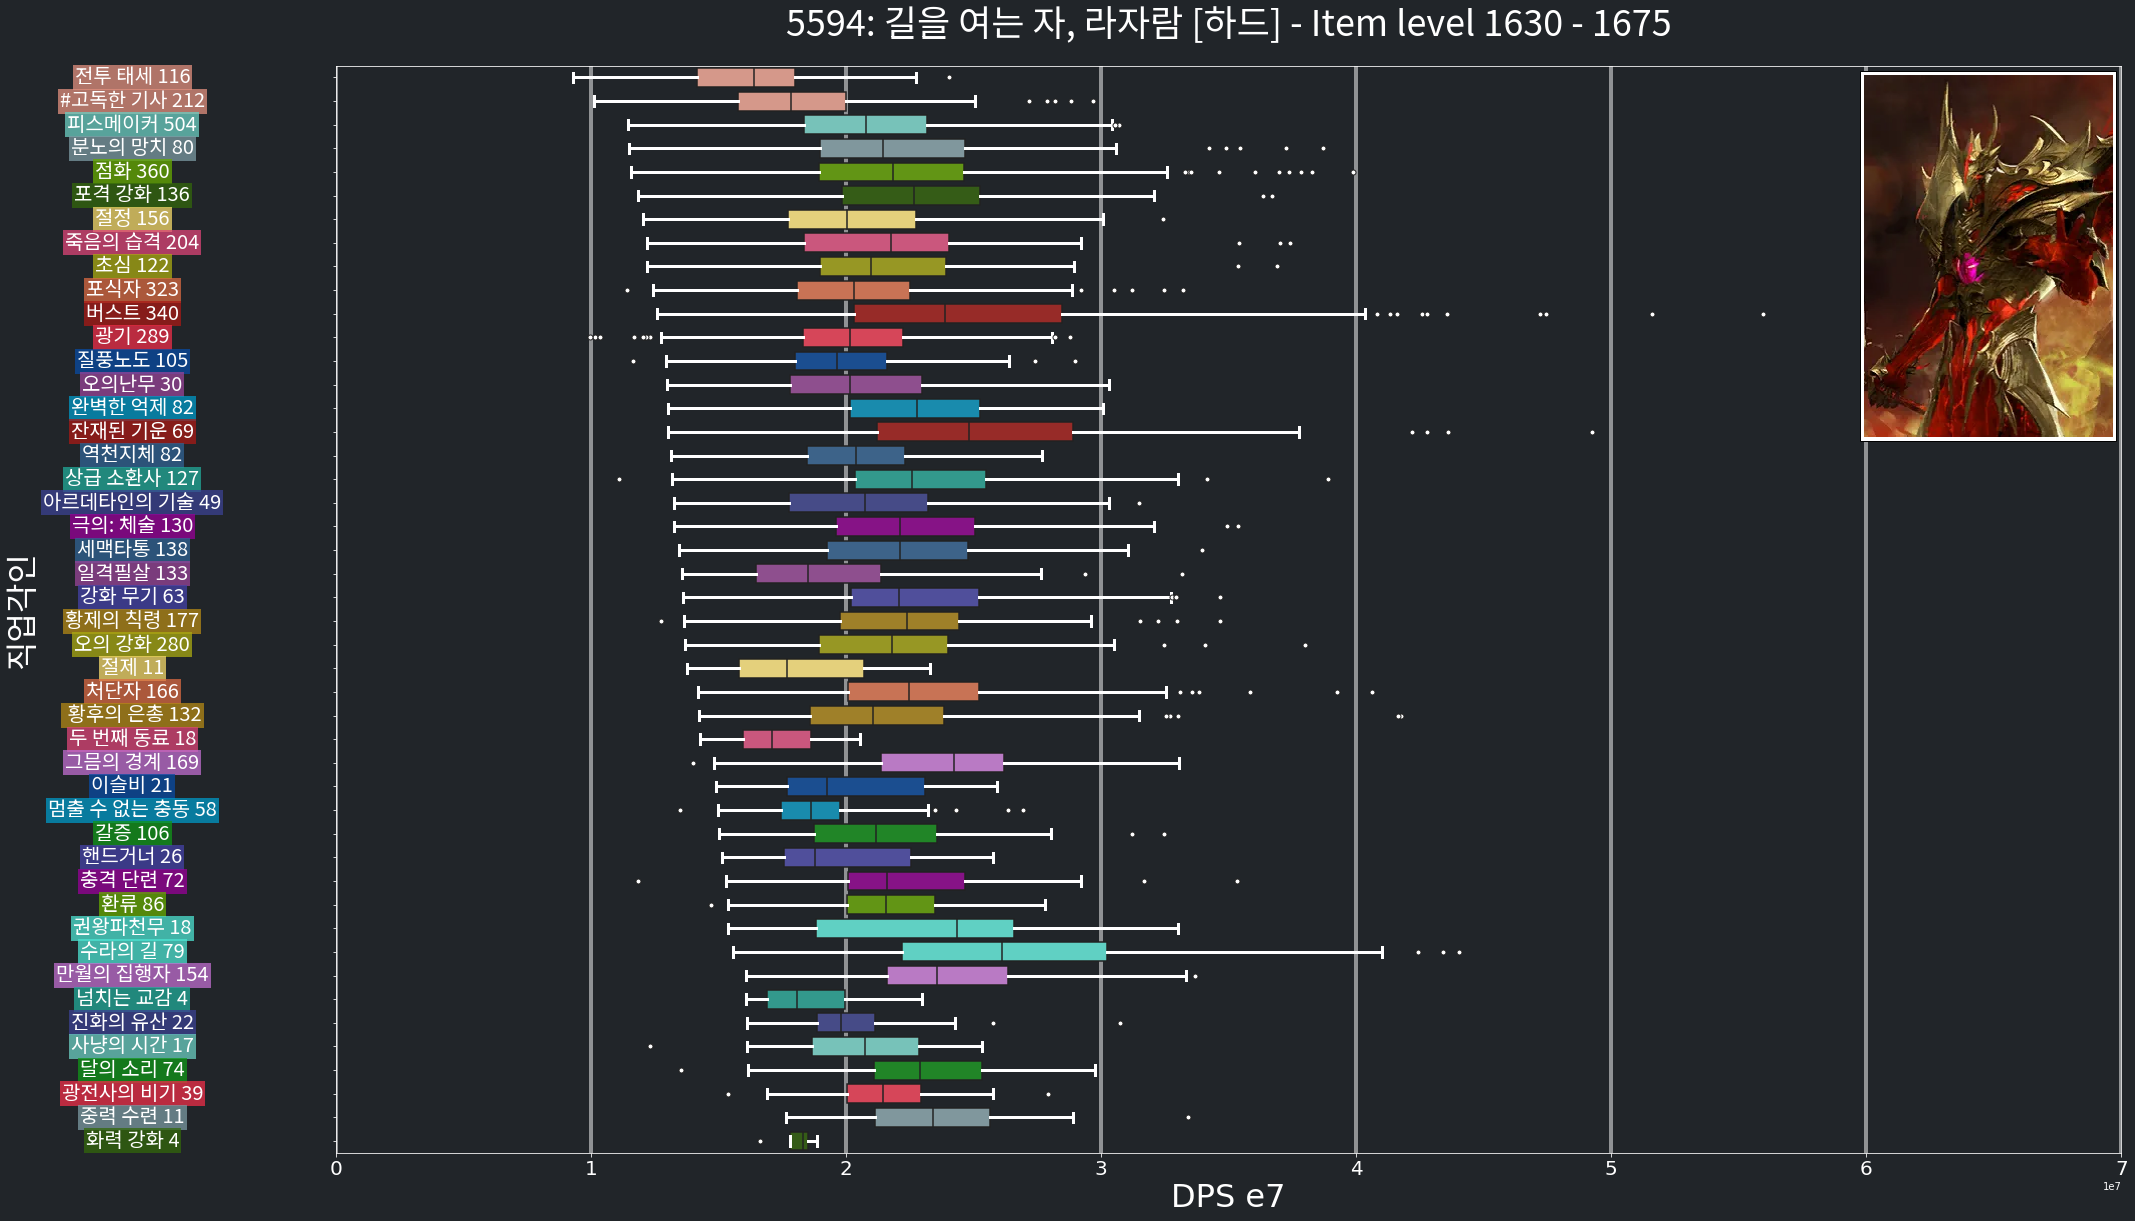 5594: 길을 여는 자, 라자람 [하드] - Item level 1630 - 1675
전투 태세 116
#고독한 기사 212
피스메이커 504
분노의 망치 80
점화 360
포격 강화 136
절정 156
죽음의 습격 204
초심 122
포식자 323
버스트 340
광기 289
질풍노도 105
오의난무 30
완벽한 억제 82
잔재된 기운 69
역천지체 82
상급 소환사 127
아르데타인의 기술 49
극의: 체술 130
세맥타통 138
일격필살 133
강화 무기 63
황제의 칙령 177
오의 강화 280
절제 11
처단자 166
황후의 은총 132
두 번째 동료 18
그믐의 경계 169
이슬비 21
멈출 수 없는 충동 58
갈증 106
핸드거너 26
충격 단련 72
환류 86
권왕파천무 18
수라의 길 79
만월의 집행자 154
넘치는 교감 4
진화의 유산 22
사냥의 시간 17
달의 소리 74
광전사의 비기 39
중력 수련 11
화력 강화 4
직업각인
0 1 2 3 4 5 6 7
1e7
DPS e7